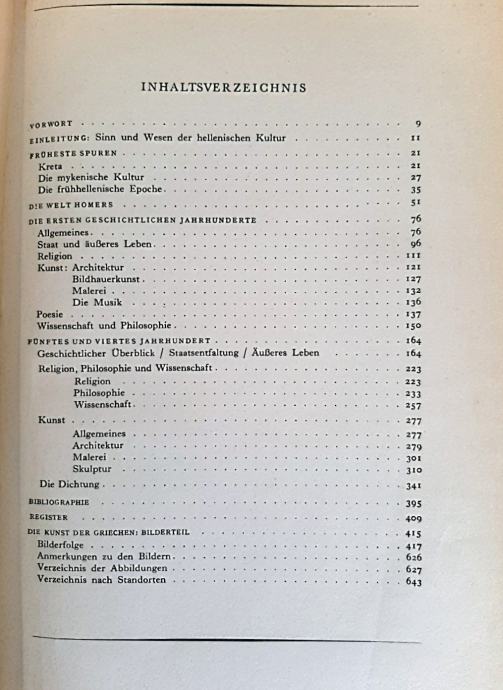 INHALTSVERZEICHNIS
VORWORT . . . . . . . . . . 9
EINLEITUNG: Sinn und Wesen der hellenischen Kultur . . . . . . . . . . 11
FRÜHESTE SPUREN . . . . . . . . . . 21
Kreta . . . . . . . . . . 21
Die mykenische Kultur . . . . . . . . . . 27
Die frühhellenische Epoche . . . . . . . . . . 35
DIE WELT HOMERS . . . . . . . . . . 51
DIE ERSTEN GESCHICHTLICHEN JAHRHUNDERTE . . . . . . . . . . 76
Allgemeines . . . . . . . . . . 76
Staat und äußeres Leben . . . . . . . . . . 96
Religion . . . . . . . . . . 111
Kunst: Architektur . . . . . . . . . . 121
Bildhauerkunst . . . . . . . . . . 127
Malerei . . . . . . . . . . 132
Die Musik . . . . . . . . . . 136
Poesie . . . . . . . . . . 137
Wissenschaft und Philosophie . . . . . . . . . . 150
FÜNFTES UND VIERTES JAHRHUNDERT . . . . . . . . . . 164
Geschichtlicher Überblick / Staatsentfaltung / Äußeres Leben . . . . . . . . . . 164
Religion, Philosophie und Wissenschaft . . . . . . . . . . 223
Religion . . . . . . . . . . 223
Philosophie . . . . . . . . . . 233
Wissenschaft . . . . . . . . . . 257
Kunst . . . . . . . . . . 277
Allgemeines . . . . . . . . . . 277
Architektur . . . . . . . . . . 279
Malerei . . . . . . . . . . 301
Skulptur . . . . . . . . . . 310
Die Dichtung . . . . . . . . . . 341
BIBLIOGRAPHIE . . . . . . . . . . 395
REGISTER . . . . . . . . . . 409
DIE KUNST DER GRIECHEN: BILDERTEIL . . . . . . . . . . 415
Bilderfolge . . . . . . . . . . 417
Anmerkungen zu den Bildern . . . . . . . . . . 626
Verzeichnis der Abbildungen . . . . . . . . . . 627
Verzeichnis nach Standorten . . . . . . . . . . 643